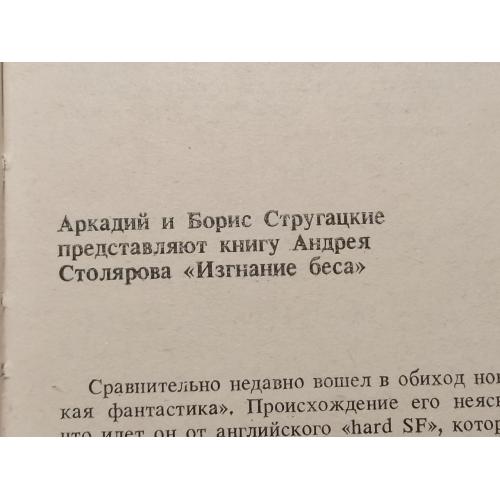 Аркадий и Борис Стругацкие
представляют книгу Андрея
Столярова «Изгнание беса»
Сравнительно недавно вошел в обиход
кая фантастика». Происхождение его
что идет он от английского «hard SF»,